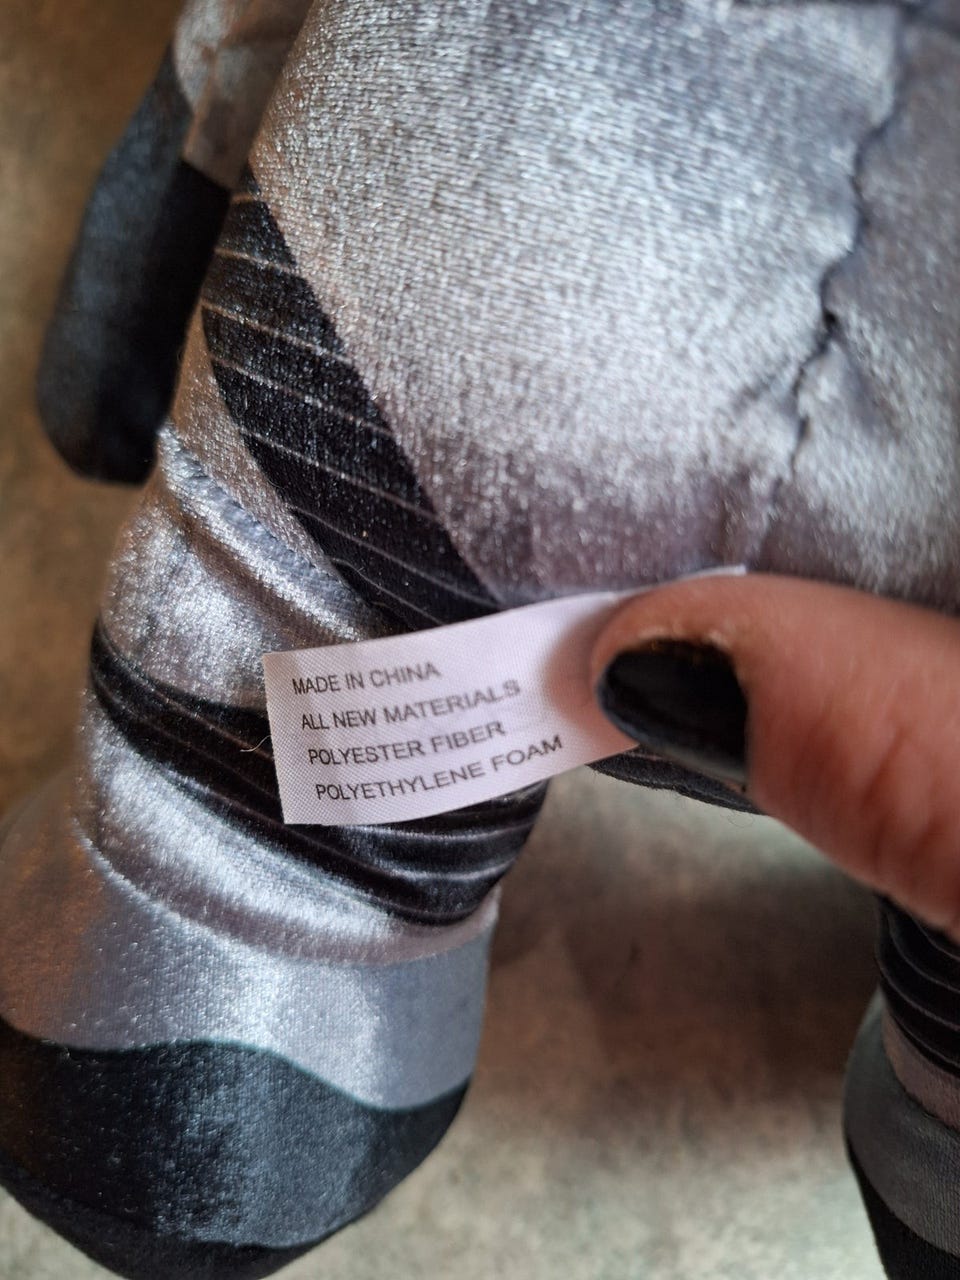 MADE IN CHINA
ALL NEW MATERIALS
POLYESTER FIBER
POLYETHYLENE FOAM